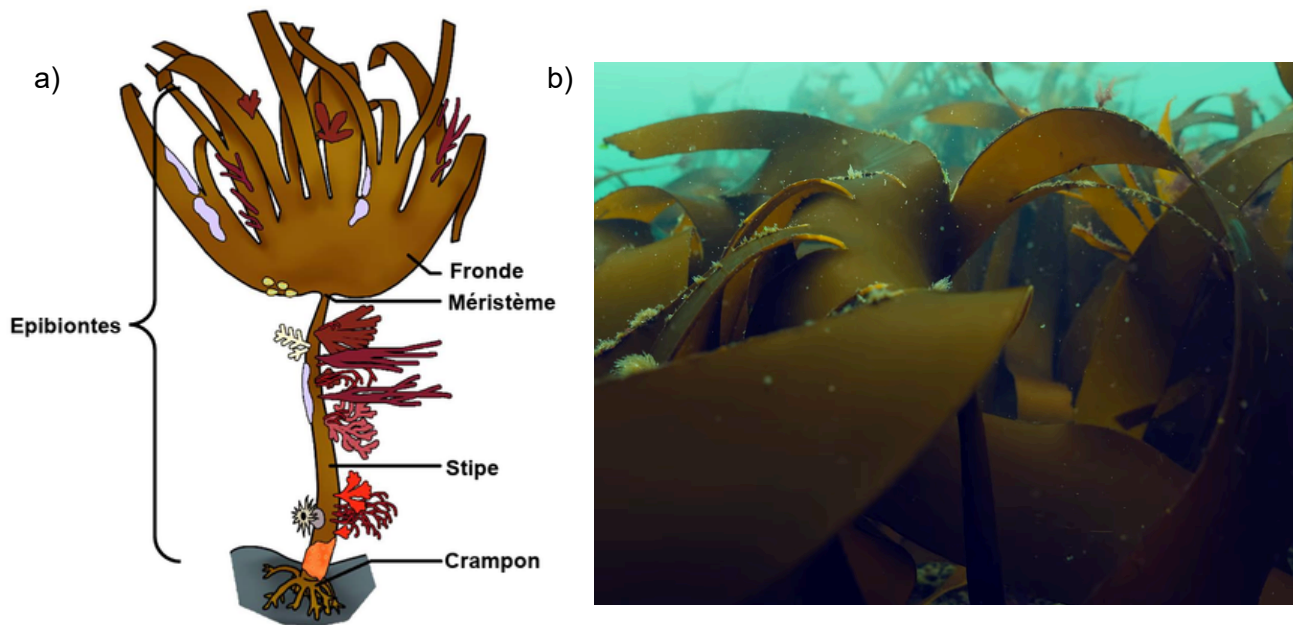 a)
b)
Fronde
Méristème
Epibiontes
Stipe
Crampon